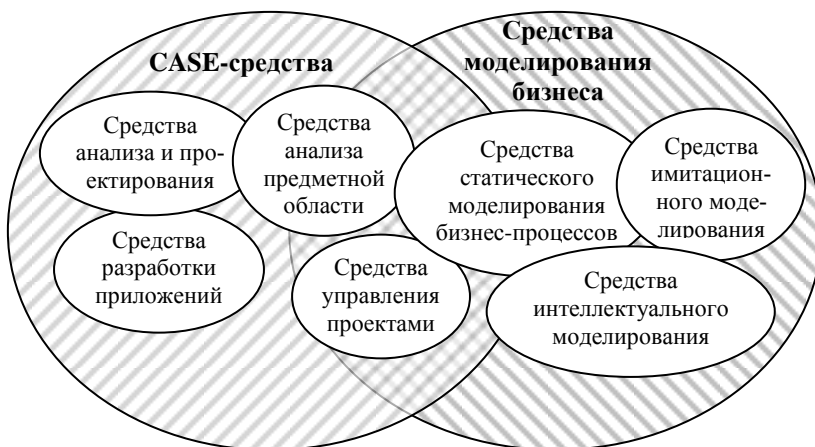 CASE-средства
Средства
моделирования
бизнеса
Средства
анализа и про-
ектирования
Средства
анализа
предметной
области
Средства
статического
моделирования
бизнес-процессов
Средства
имитацион-
ного моде-
лирования
Средства
разработки
приложений
Средства
управления
проектами
Средства
интеллектуального
моделирования